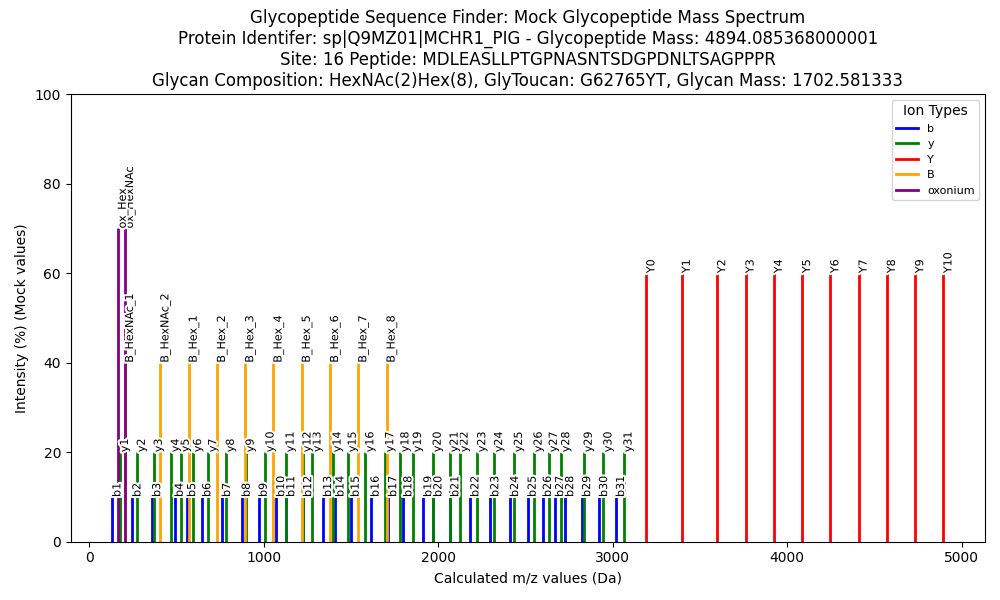 Glycopeptide Sequence Finder: Mock Glycopeptide Mass Spectrum
Protein Identifer: sp|Q9MZ01|MCHR1_PIG - Glycopeptide Mass: 4894.085368000001
Site: 16 Peptide: MDLEASLLPTGPNASNTSDGPDNLTSAGPPPR
Glycan Composition: HexNAc(2)Hex(8), GlyToucan: G62765YT, Glycan Mass: 1702.581333
Intensity (%) (Mock values)
100
80
60
40
20
0
Ion Types
b
y
Y
B
oxonium
ox_Hex
ox_HexNAc
Y0
Y1
Y2
Y3
Y4
Y5
Y6
Y7
Y8
Y9
Y10
B_HexNAc_1
B_HexNAc_2
B_Hex_1
B_Hex_2
B_Hex_3
B_Hex_4
B_Hex_5
B_Hex_6
B_Hex_7
B_Hex_8
y1
y2
y3
y4
y5
y6
y7
y8
y9
y10
y11
y12
y13
y14
y15
y16
y17
y18
y19
y20
y21
y22
y23
y24
y25
y26
y27
y28
y29
y30
y31
b1
b2
b3
b4
b5
b6
b7
b8
b9
b10
b11
b12
b13
b14
b15
b16
b17
b18
b19
b20
b21
b22
b23
b24
b25
b26
b27
b28
b29
b30
b31
0
1000
2000
3000
4000
5000
Calculated m/z values (Da)